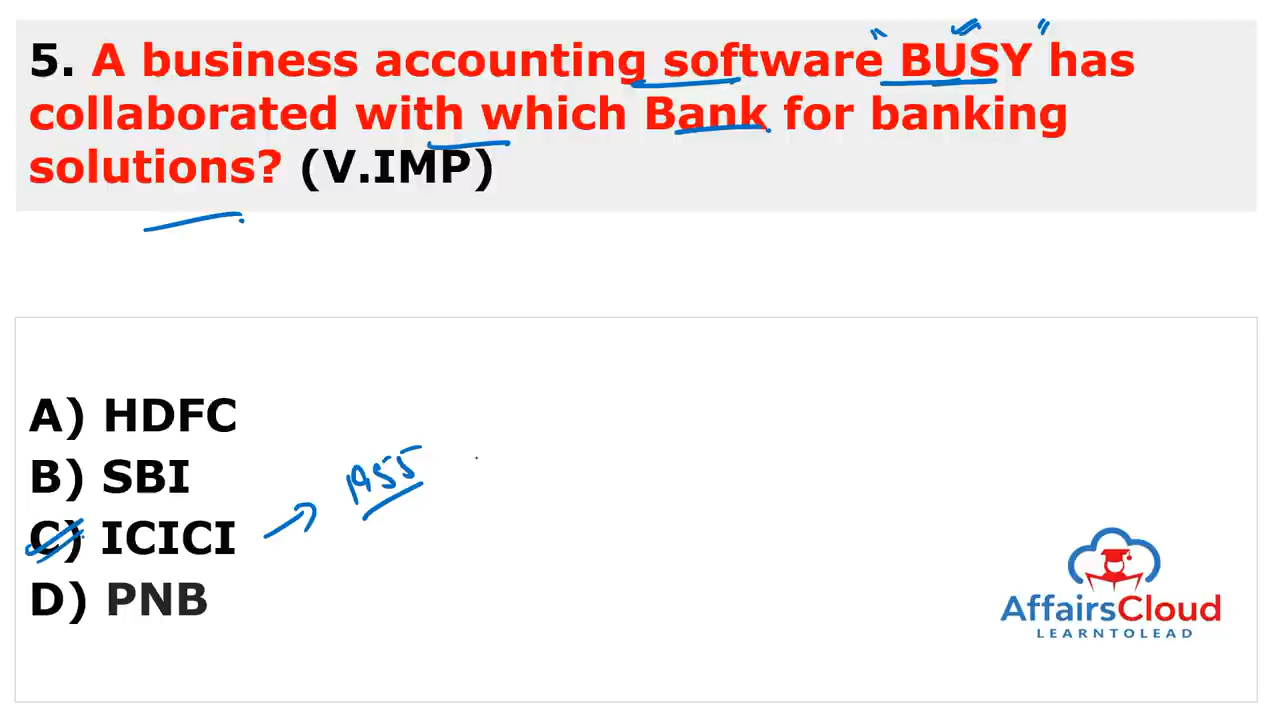 5. A business accounting software BUSY has
collaborated with which Bank for banking
solutions? (V.IMP)
A) HDFC
B) SBI
1955
C) ICICI
D) PNB
AffairsCloud
LEARNTOLEAD